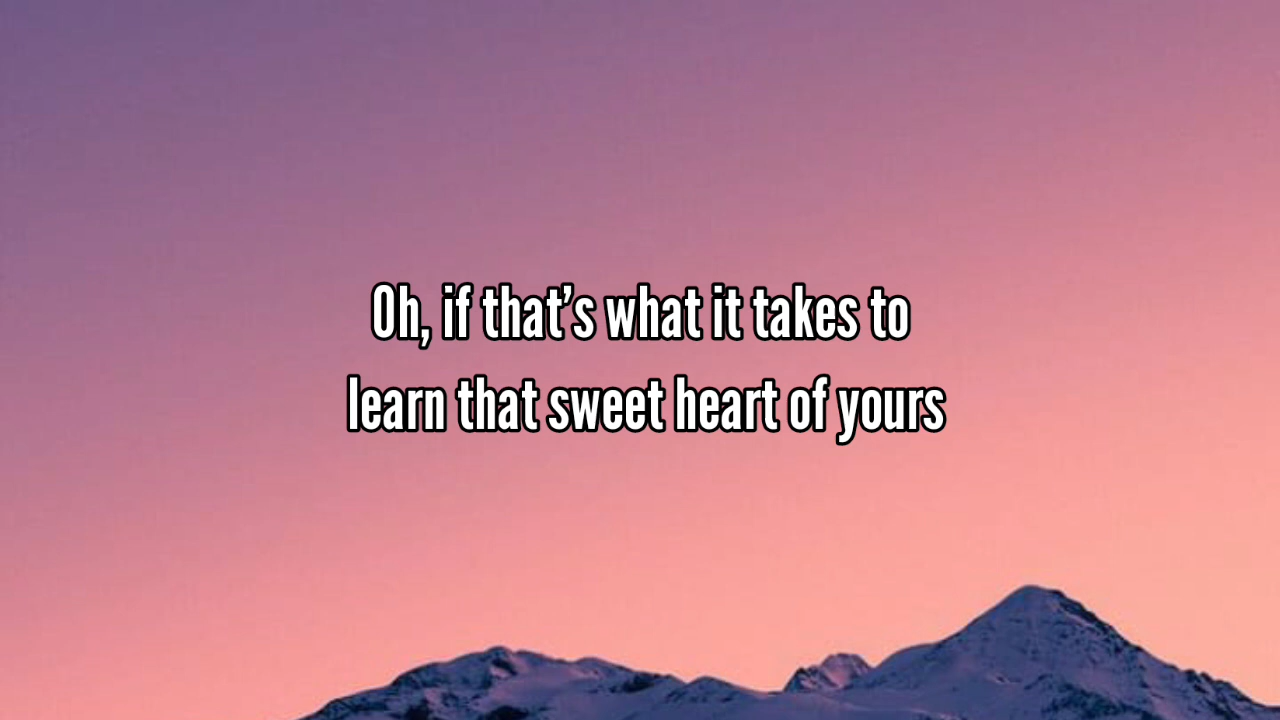 Oh, if that’s what it takes to
learn that sweet heart of yours